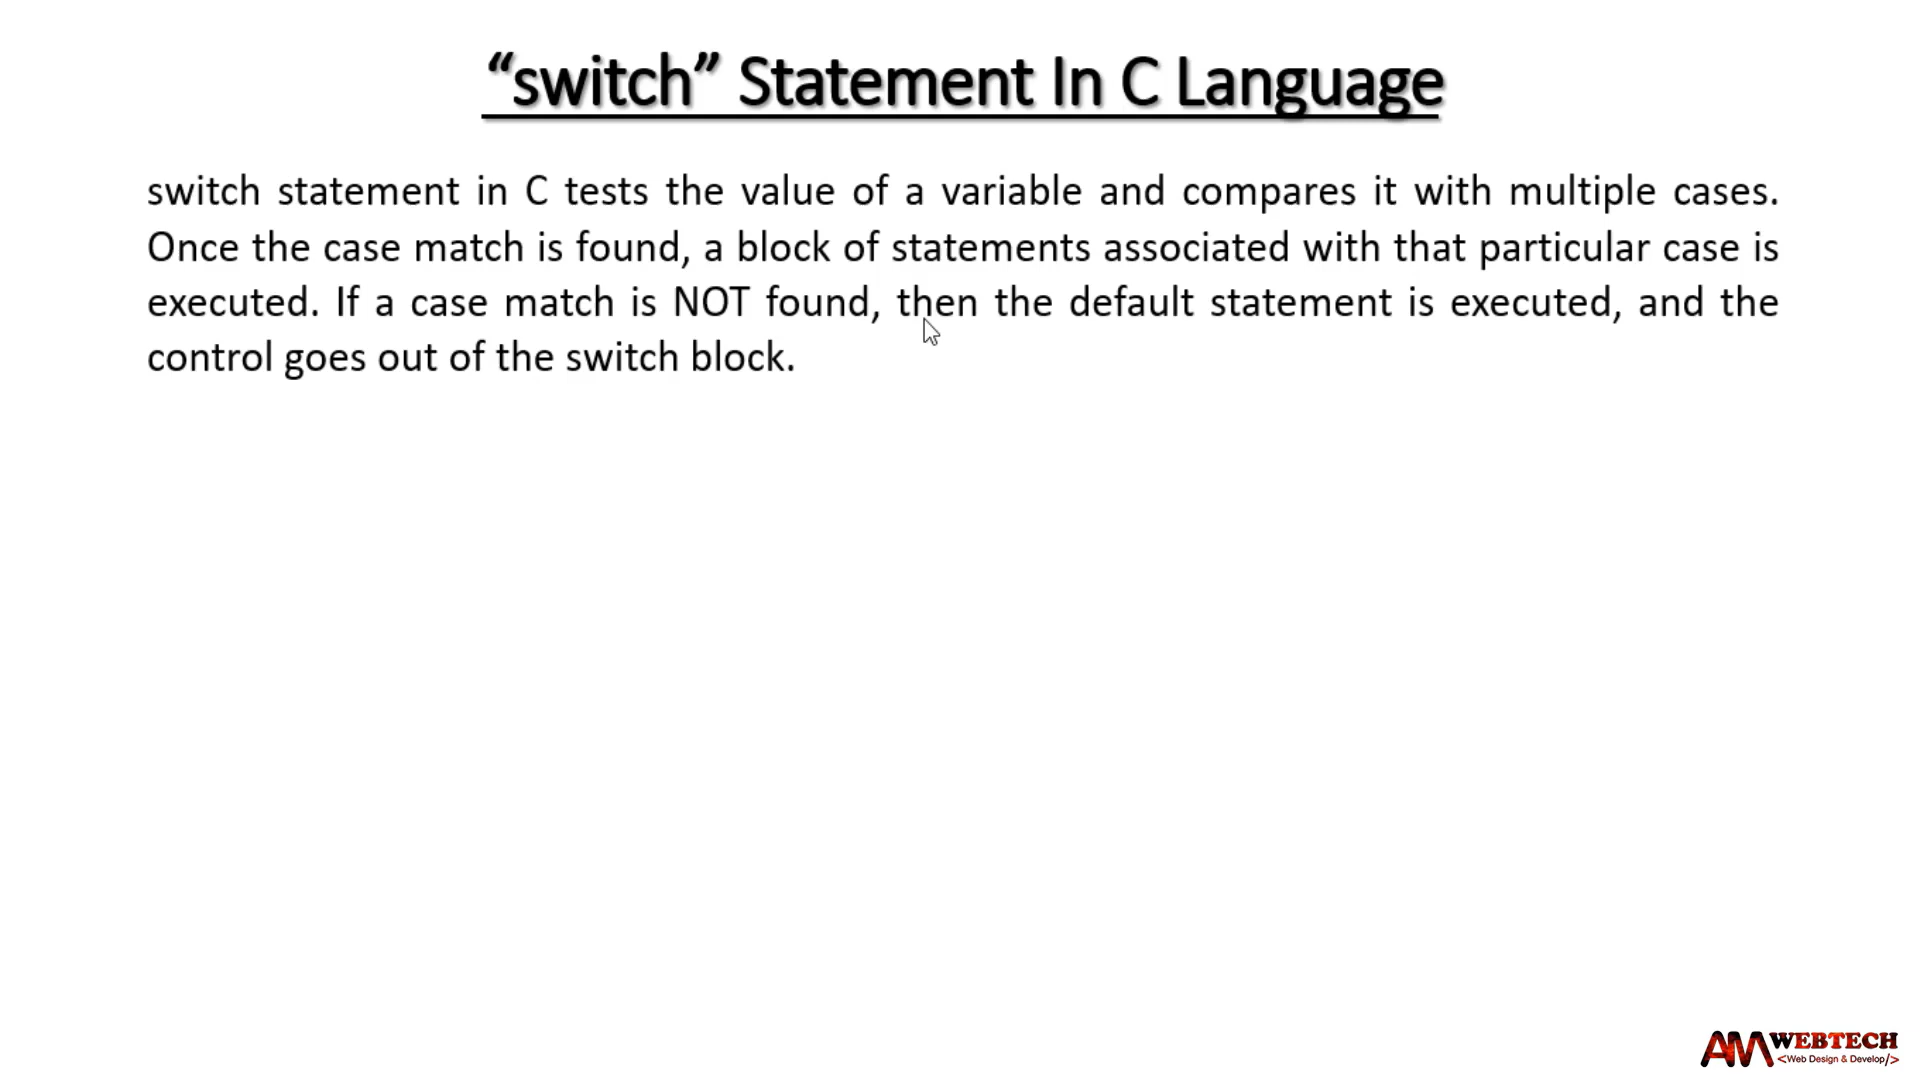 “switch” Statement In C Language
switch statement in C tests the value of a variable and compares it with multiple cases.
Once the case match is found, a block of statements associated with that particular case is
executed. If a case match is NOT found, then the default statement is executed, and the
control goes out of the switch block.
AM WEBTECH
<Web Design & Develop/>